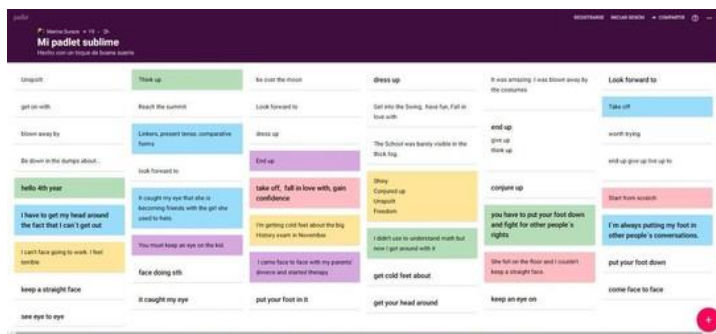 padlet
REGISTRARSE
INICIAR SESIÓN
COMPARTIR
Mi padlet sublime
Hecho con un toque de buena suerte
Unspoilt
get on with
blown away by
Be down in the dumps about...
hello 4th year
I have to get my head around
the fact that I can´t get out
I can't face going to work. I feel
terrible
keep a straight face
see eye to eye
Think up
Reach the summit
Linkers, present tense, comparative
forms
look forward to
It caught my eye that she is
becoming friends with the girl she
used to hate.
You must keep an eye on the kid.
face doing sth
it caught my eye
be over the moon
Look forward to
dress up
End up
take off, fall in love with, gain
confidence
I'm getting cold feet about the big
History exam in November.
I came face to face with my parents'
divorce and started therapy.
put your foot in it
dress up
Get into the Swing, have fun, Fall in
love with
The School was barely visible in the
thick fog.
Shiny
Conjured up
Unspoilt
Freedom
I didn't use to understand math but
now I got around with it
get cold feet about
get your head around
It was amazing. I was blown away by
the costumes
end up
give up
think up
conjure up
you have to put your foot down
and fight for other people´s
rights
She fell on the floor and I couldn't
keep a straight face.
keep an eye on
Look forward to
Take off
worth trying
end up give up live up to
Start from scratch
I´m always putting my foot in
other people´s conversations.
put your foot down
come face to face